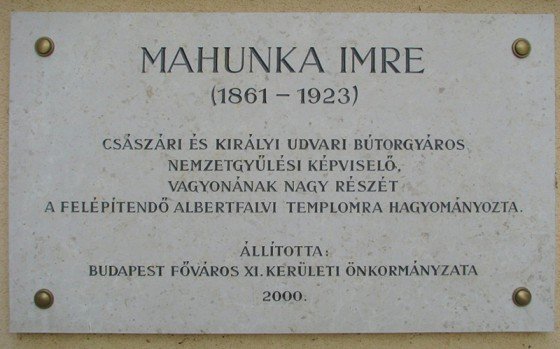 MAHUNKA IMRE
(1861 – 1923)
CSÁSZÁRI ÉS KIRÁLYI UDVARI BÚTORGYÁROS
NEMZETGYŰLÉSI KÉPVISELŐ,
VAGYONÁNAK NAGY RÉSZÉT
A FELÉPÍTENDŐ ALBERTFALVI TEMPLOMRA HAGYOMÁNYOZTA.
ÁLLÍTOTTA:
BUDAPEST FŐVÁROS XI. KERÜLETI ÖNKORMÁNYZATA
2000.